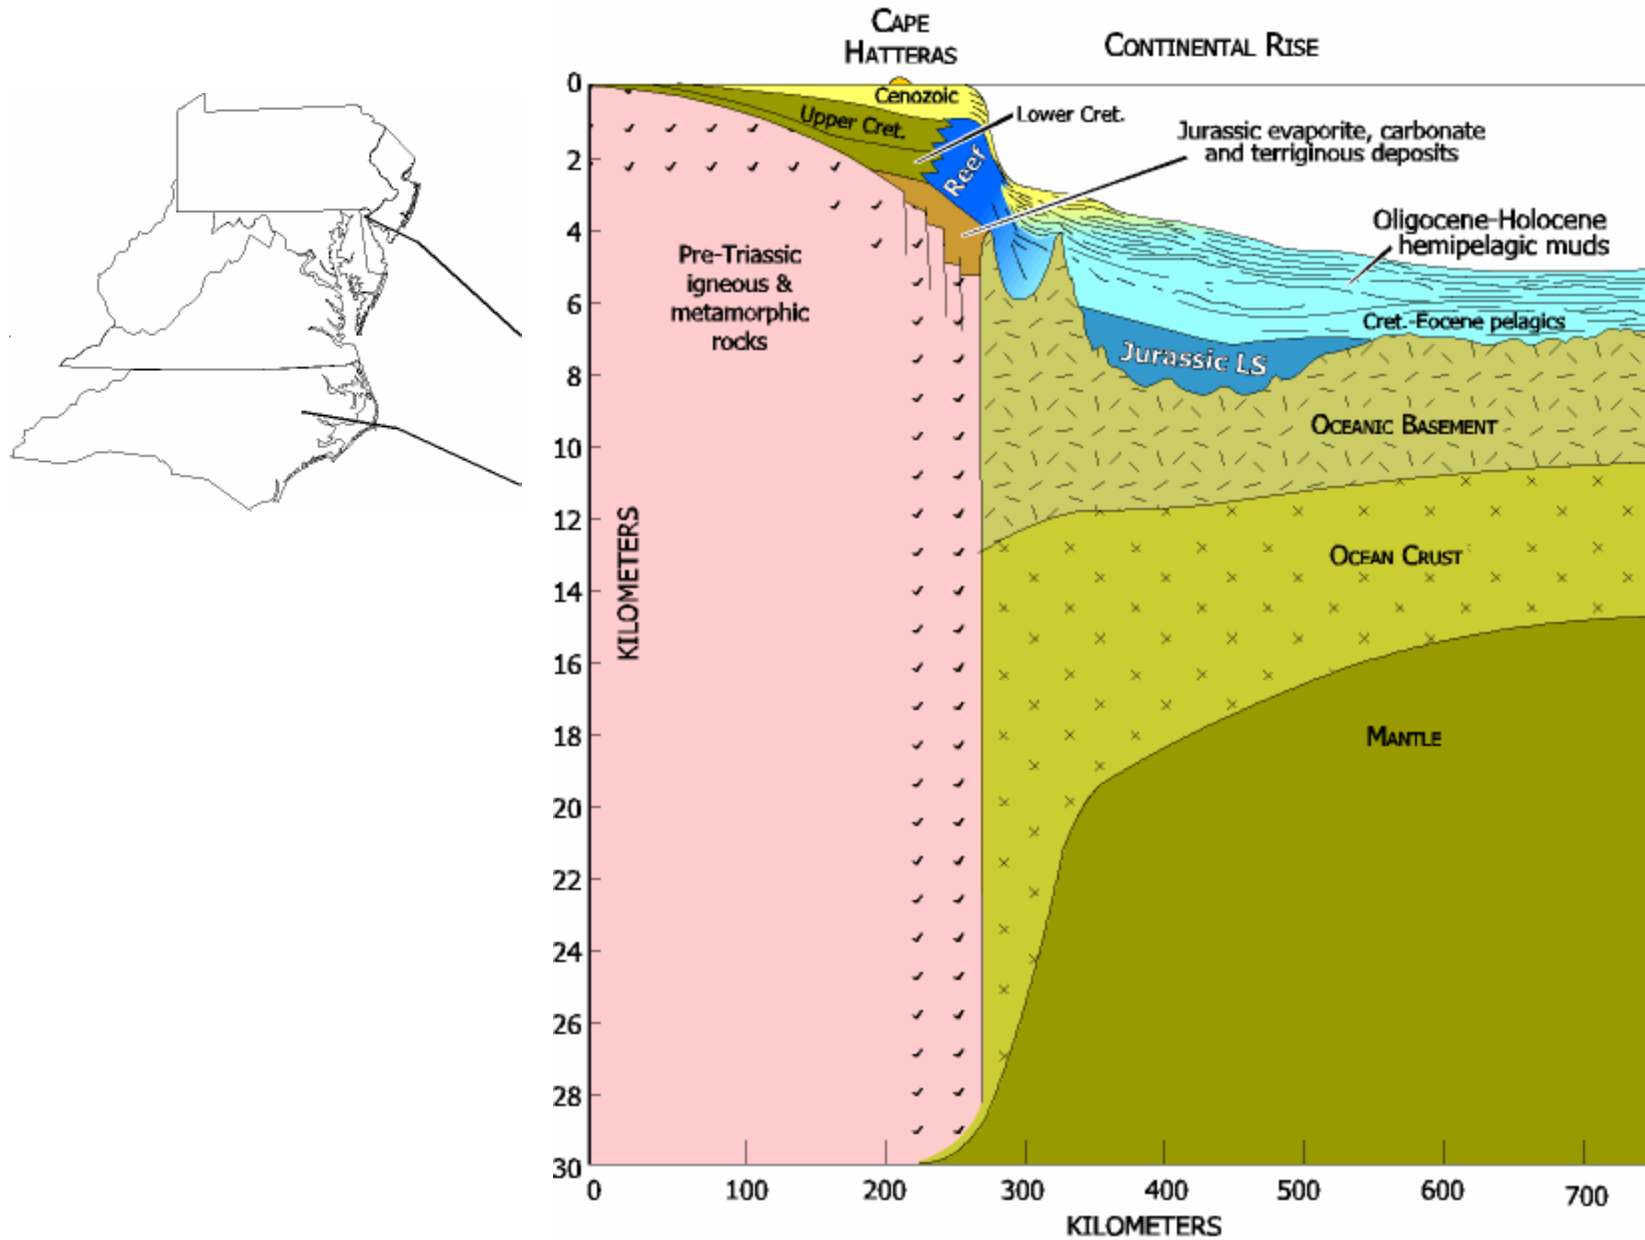 CAPE
HATTERAS
CONTINENTAL RISE
Cenozoic
Upper Cret.
Lower Cret.
Reef
Jurassic evaporite, carbonate
and terriginous deposits
Oligocene-Holocene
hemipelagic muds
Pre-Triassic
igneous &
metamorphic
rocks
Cret.-Eocene pelagics
Jurassic LS
OCEANIC BASEMENT
OCEAN CRUST
MANTLE
KILOMETERS
0
2
4
6
8
10
12
14
16
18
20
22
24
26
28
30
0 100 200 300 400 500 600 700
KILOMETERS